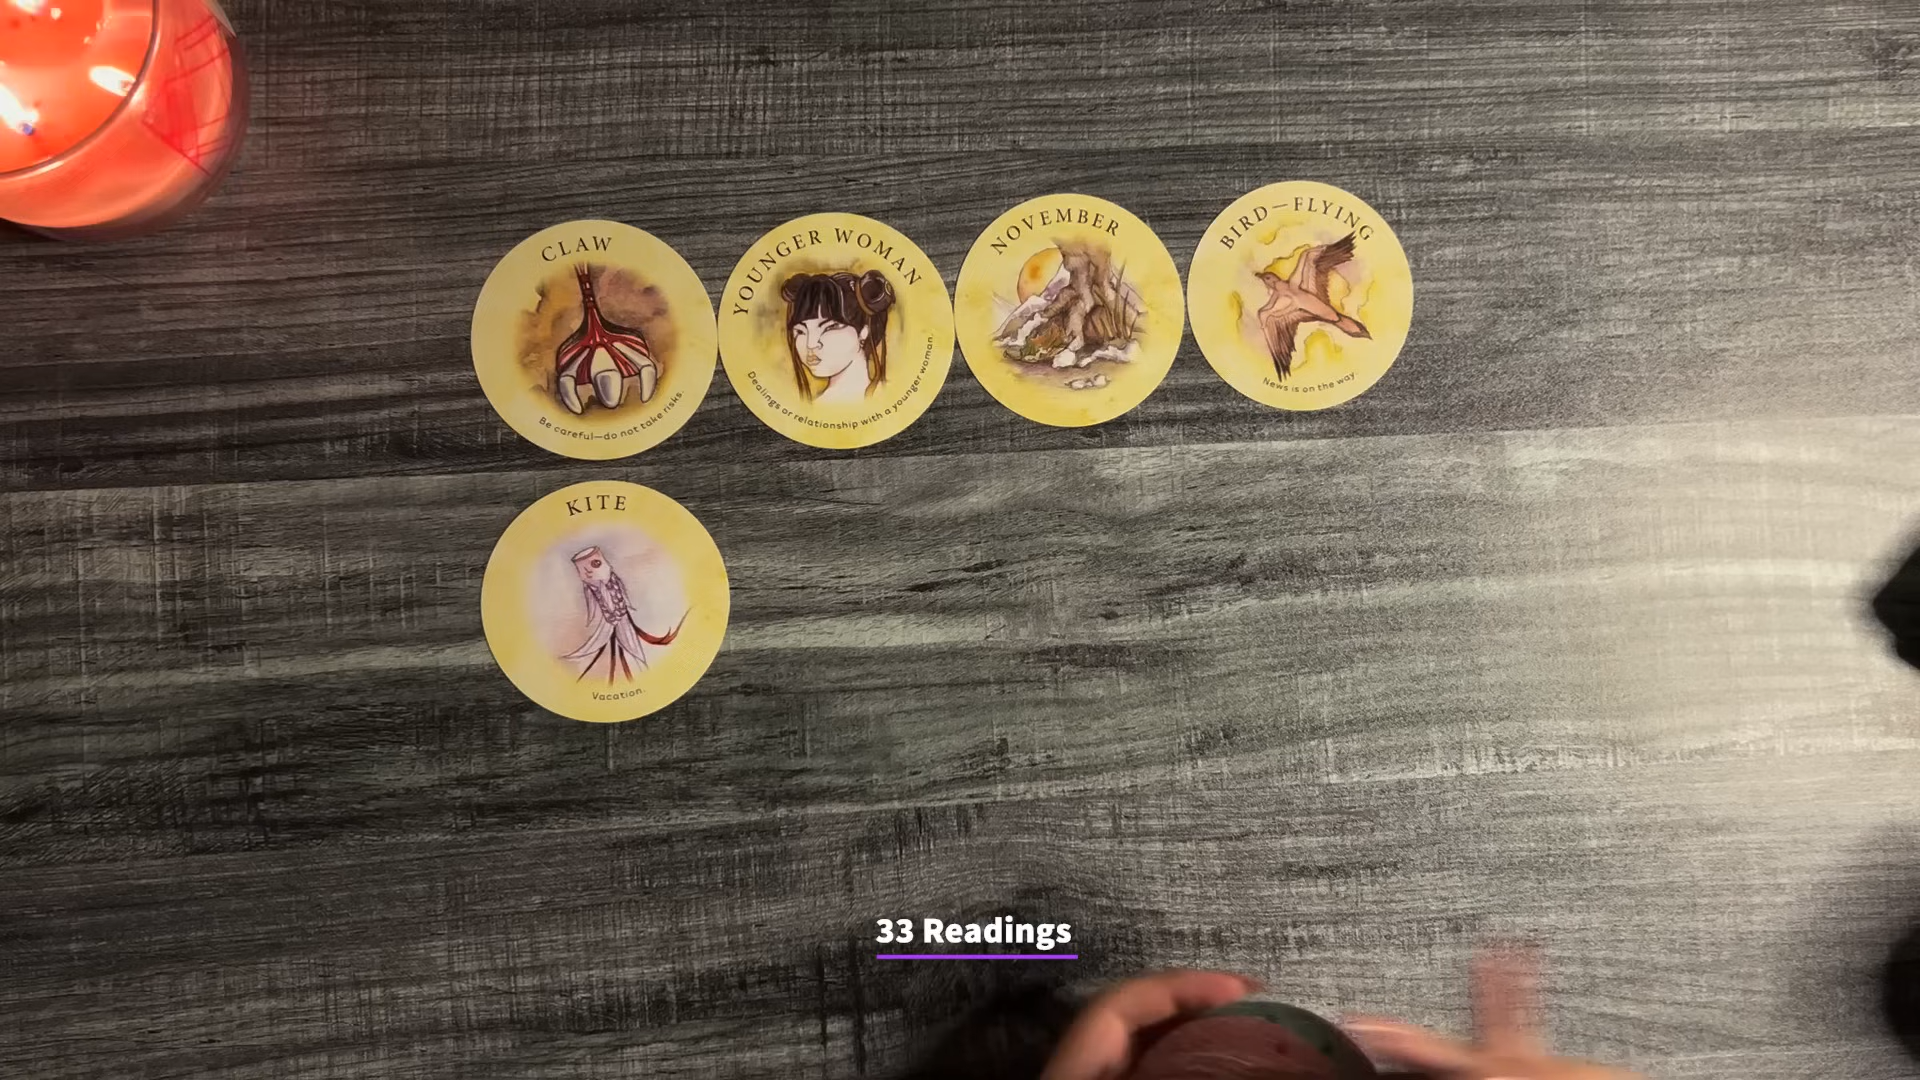 CLAW
Be careful—do not take risks.
YOUNGER WOMAN
Dealings or relationship with a younger woman.
NOVEMBER
BIRD—FLYING
News is on the way.
KITE
Vacation.
33 Readings